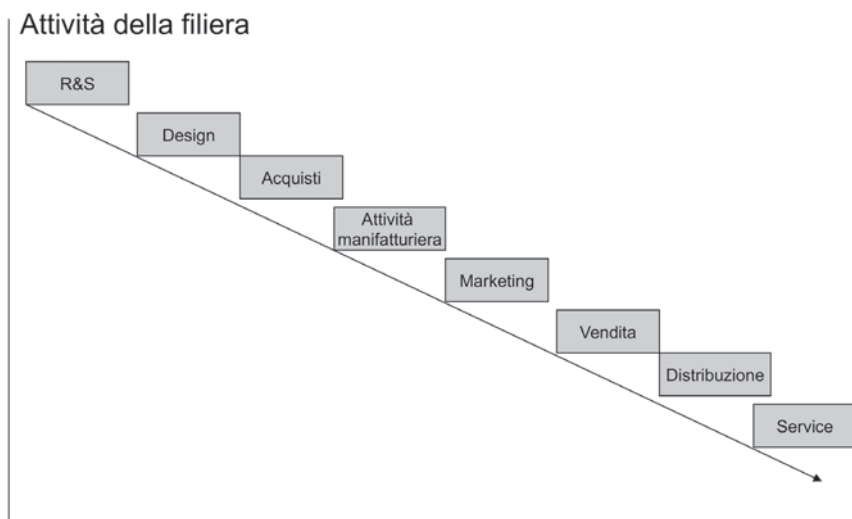 Attività della filiera
R&S
Design
Acquisti
Attività
manifatturiera
Marketing
Vendita
Distribuzione
Service